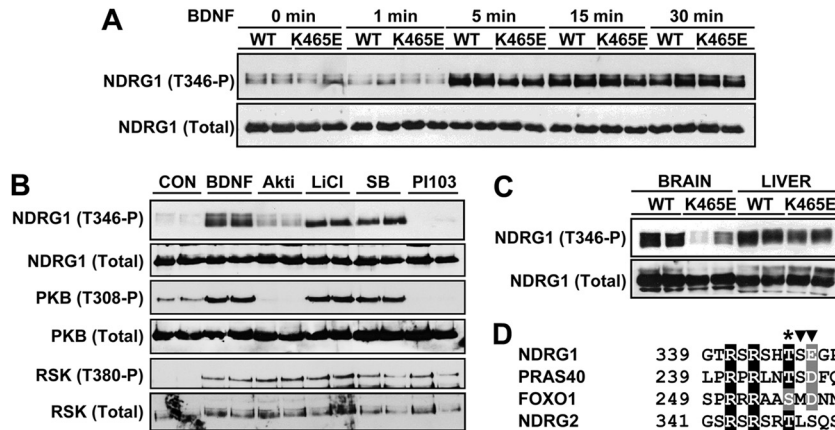 A
BDNF 0 min 1 min 5 min 15 min 30 min
WT K465E WT K465E WT K465E WT K465E WT K465E
NDRG1 (T346-P)
NDRG1 (Total)
B
CON BDNF Akti LiCl SB PI103
NDRG1 (T346-P)
NDRG1 (Total)
PKB (T308-P)
PKB (Total)
RSK (T380-P)
RSK (Total)
C
BRAIN LIVER
WT K465E WT K465E
NDRG1 (T346-P)
NDRG1 (Total)
D
*▼▼
NDRG1 339 GTRSRSHTSEG
PRAS40 239 LPRPRLNTSDF
FOXO1 249 SPRRRAASMDN
NDRG2 341 GSRSRSRTLSQS